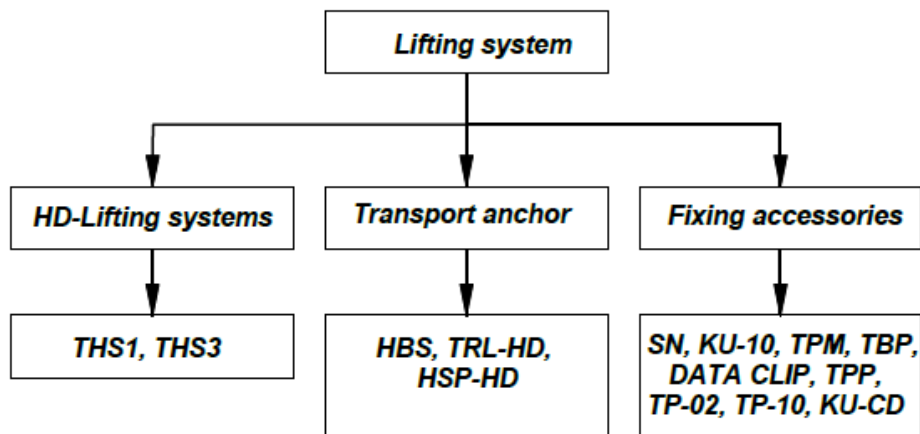 Lifting system
HD-Lifting systems
Transport anchor
Fixing accessories
THS1, THS3
HBS, TRL-HD,
HSP-HD
SN, KU-10, TPM, TBP,
DATA CLIP, TPP,
TP-02, TP-10, KU-CD